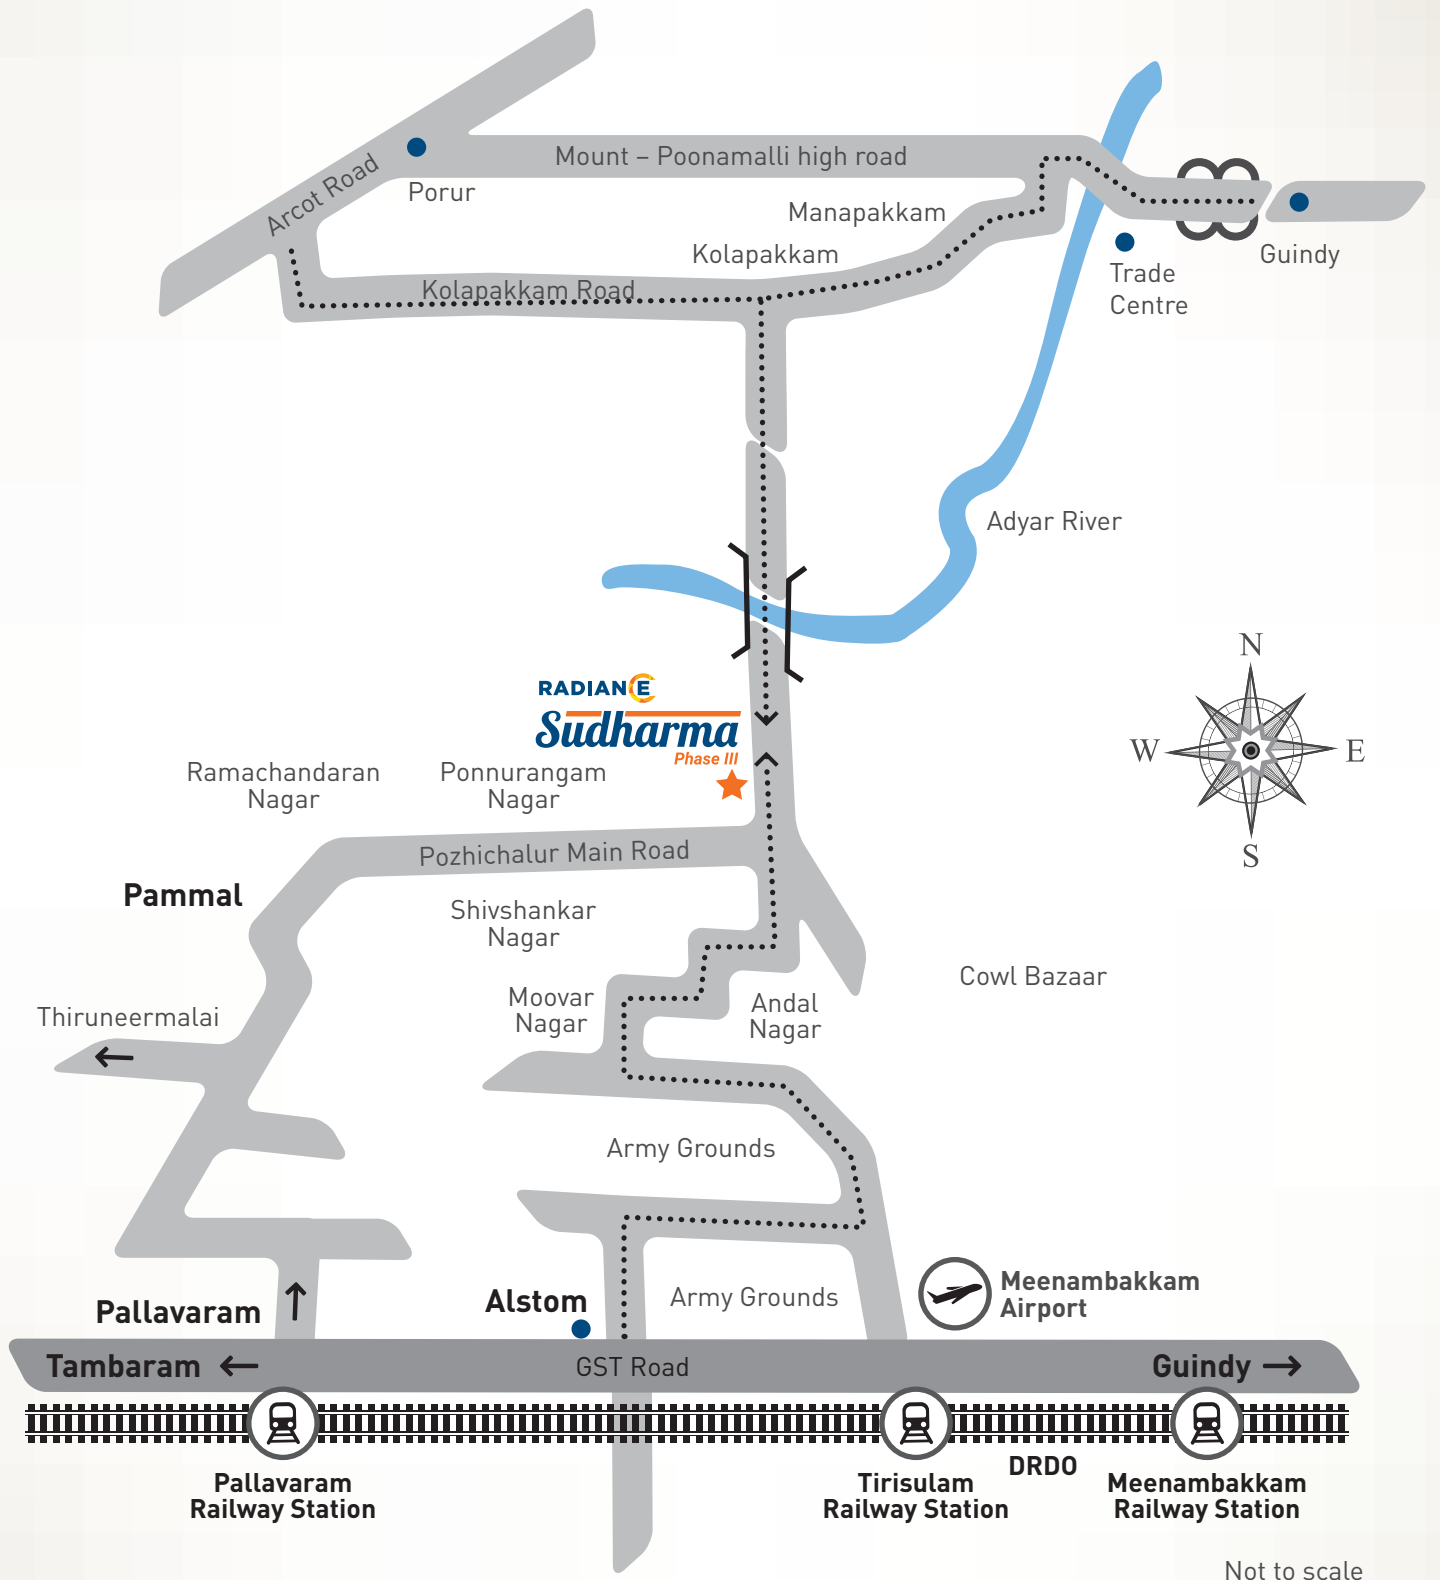 Arcot Road
Porur
Mount – Poonamalli high road
Manapakkam
Kolapakkam
Kolapakkam Road
Guindy
Trade
Centre
Adyar River
N
W
E
S
RADIANCE
Sudharma
Phase III
Ramachandaran
Nagar
Ponnurangam
Nagar
Pozhichalur Main Road
Pammal
Shivshankar
Nagar
Cowl Bazaar
Moovar
Nagar
Andal
Nagar
Thiruneermalai
Army Grounds
Meenambakkam
Airport
Pallavaram
Alstom
Army Grounds
Tambaram
GST Road
Guindy
DRDO
Pallavaram
Railway Station
Tirisulam
Railway Station
Meenambakkam
Railway Station
Not to scale